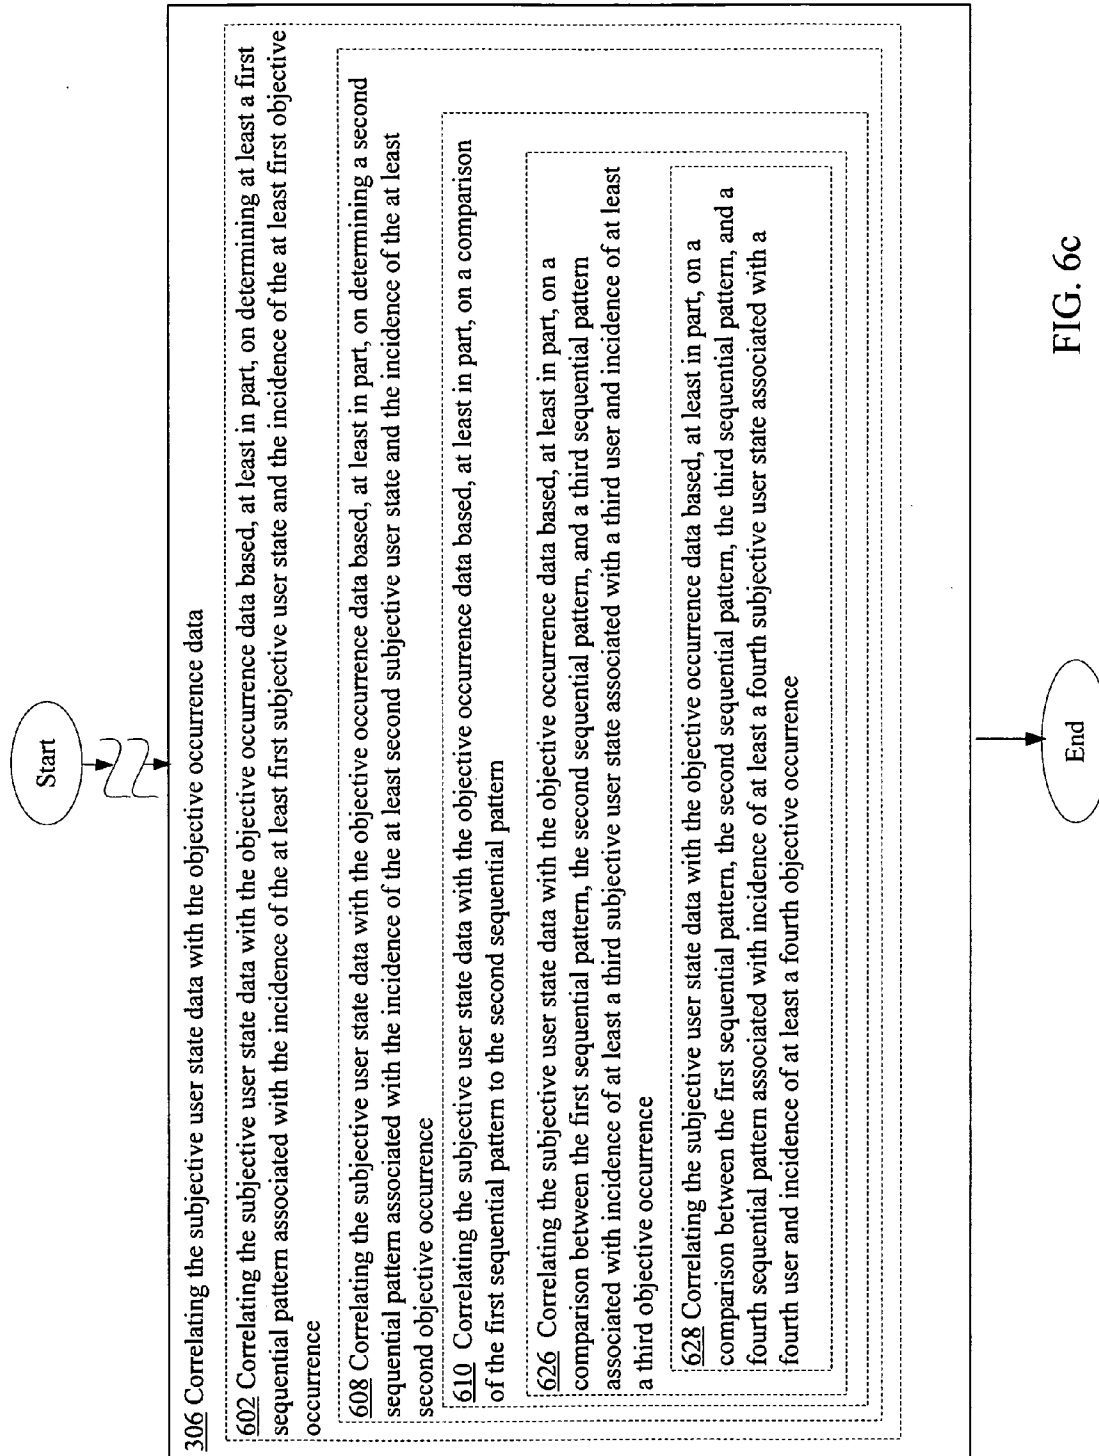 Start
306 Correlating the subjective user state data with the objective occurrence data
602 Correlating the subjective user state data with the objective occurrence data based, at least in part, on determining at least a first
sequential pattern associated with the incidence of the at least first subjective user state and the incidence of the at least first objective
occurrence
608 Correlating the subjective user state data with the objective occurrence data based, at least in part, on determining a second
sequential pattern associated with the incidence of the at least second subjective user state and the incidence of the at least
second objective occurrence
610 Correlating the subjective user state data with the objective occurrence data based, at least in part, on a comparison
of the first sequential pattern to the second sequential pattern
626 Correlating the subjective user state data with the objective occurrence data based, at least in part, on a
comparison between the first sequential pattern, the second sequential pattern, and a third sequential pattern
associated with incidence of at least a third subjective user state associated with a third user and incidence of at least
a third objective occurrence
628 Correlating the subjective user state data with the objective occurrence data based, at least in part, on a
comparison between the first sequential pattern, the second sequential pattern, the third sequential pattern, and a
fourth sequential pattern associated with incidence of at least a fourth subjective user state associated with a
fourth user and incidence of at least a fourth objective occurrence
End
FIG. 6c